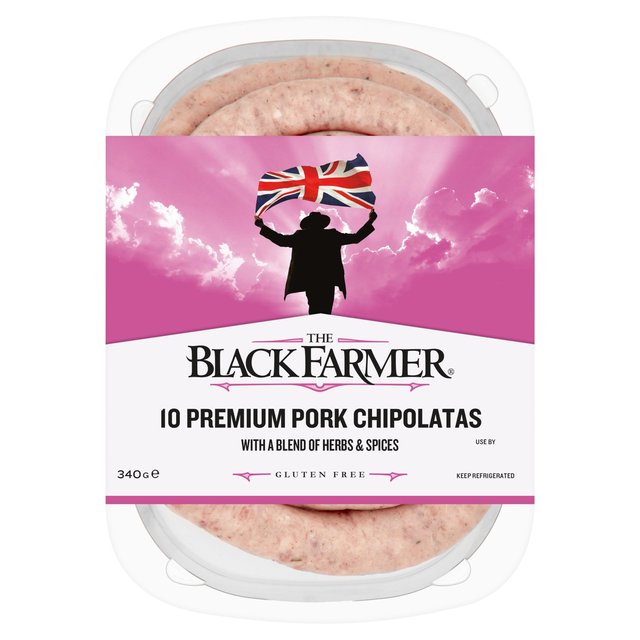 THE
BLACK FARMER®
10 PREMIUM PORK CHIPOLATAS
WITH A BLEND OF HERBS & SPICES
USE BY
340G℮
GLUTEN FREE
KEEP REFRIGERATED